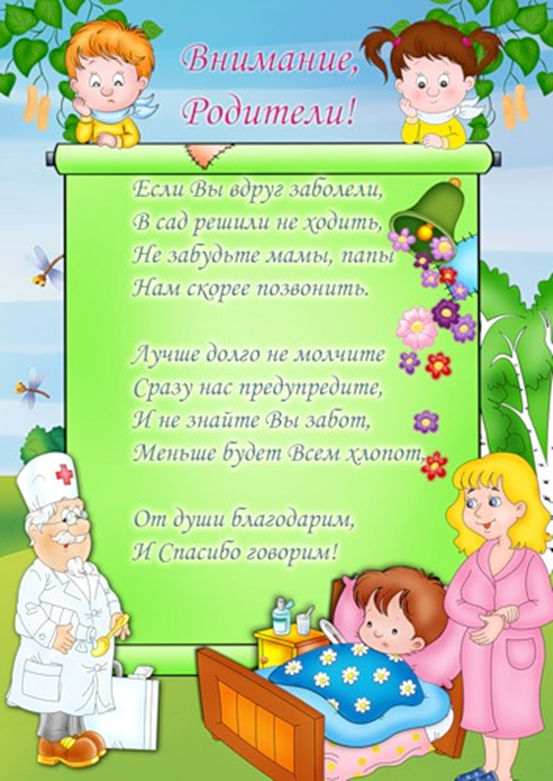 Внимание,
Родители!
Если Вы вдруг заболели,
В сад решили не ходить,
Не забудьте мамы, папы
Нам скорее позвонить.
Лучше долго не молчите
Сразу нас предупредите,
И не знайте Вы забот,
Меньше будет Всем хлопот,
От души благодарим,
И Спасибо говорим!